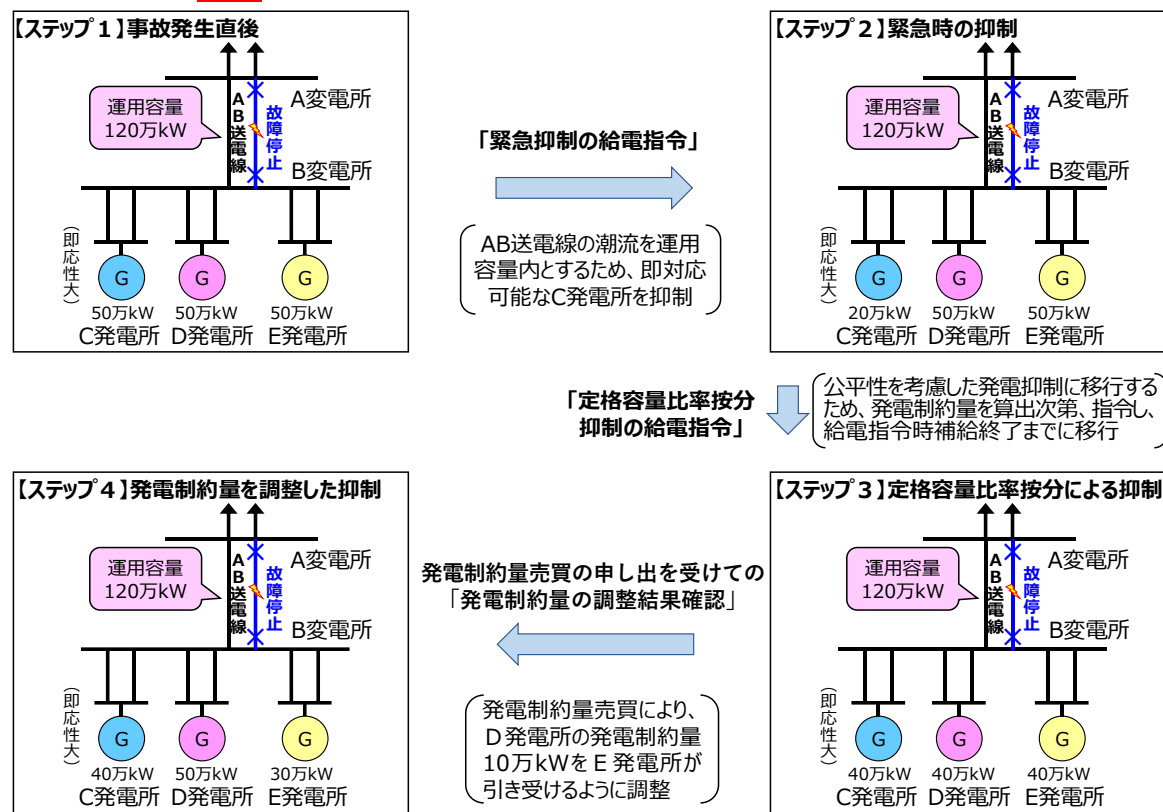 【ステップ1】事故発生直後
運用容量
120万kW
AB送電線
故障停止
A変電所
B変電所
(即応性大)
G
G
G
50万kW
50万kW
50万kW
C発電所
D発電所
E発電所
「緊急抑制の給電指令」
AB送電線の潮流を運用
容量内とするため、即対応
可能なC発電所を抑制
【ステップ2】緊急時の抑制
運用容量
120万kW
AB送電線
故障停止
A変電所
B変電所
(即応性大)
G
G
G
20万kW
50万kW
50万kW
C発電所
D発電所
E発電所
「定格容量比率按分
抑制の給電指令」
公平性を考慮した発電抑制に移行する
ため、発電制約量を算出次第、指令し、
給電指令時補給終了までに移行
【ステップ3】定格容量比率按分による抑制
運用容量
120万kW
AB送電線
故障停止
A変電所
B変電所
(即応性大)
G
G
G
40万kW
40万kW
40万kW
C発電所
D発電所
E発電所
発電制約量売買の申し出を受けての
「発電制約量の調整結果確認」
発電制約量売買により、
D発電所の発電制約量
10万kWをE発電所が
引き受けるように調整
【ステップ4】発電制約量を調整した抑制
運用容量
120万kW
AB送電線
故障停止
A変電所
B変電所
(即応性大)
G
G
G
40万kW
50万kW
30万kW
C発電所
D発電所
E発電所